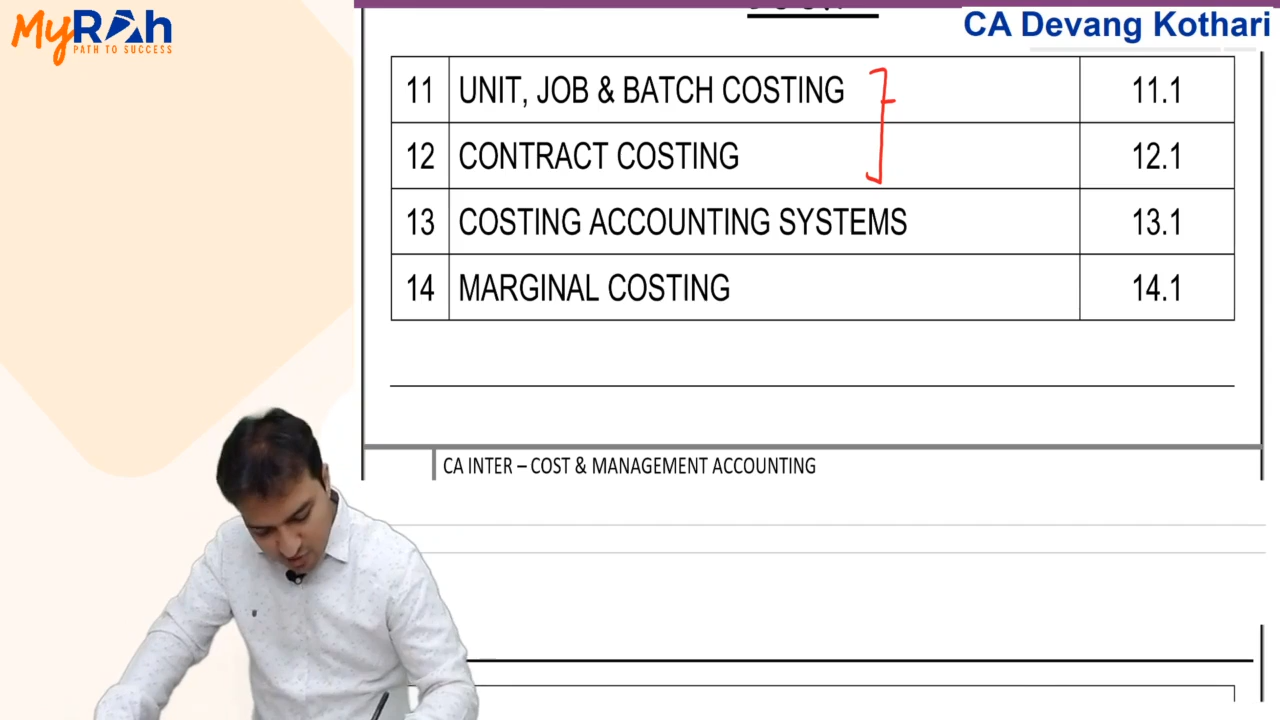 MyRah
PATH TO SUCCESS
CA Devang Kothari
11 UNIT, JOB & BATCH COSTING 11.1
12 CONTRACT COSTING 12.1
13 COSTING ACCOUNTING SYSTEMS 13.1
14 MARGINAL COSTING 14.1
CA INTER – COST & MANAGEMENT ACCOUNTING